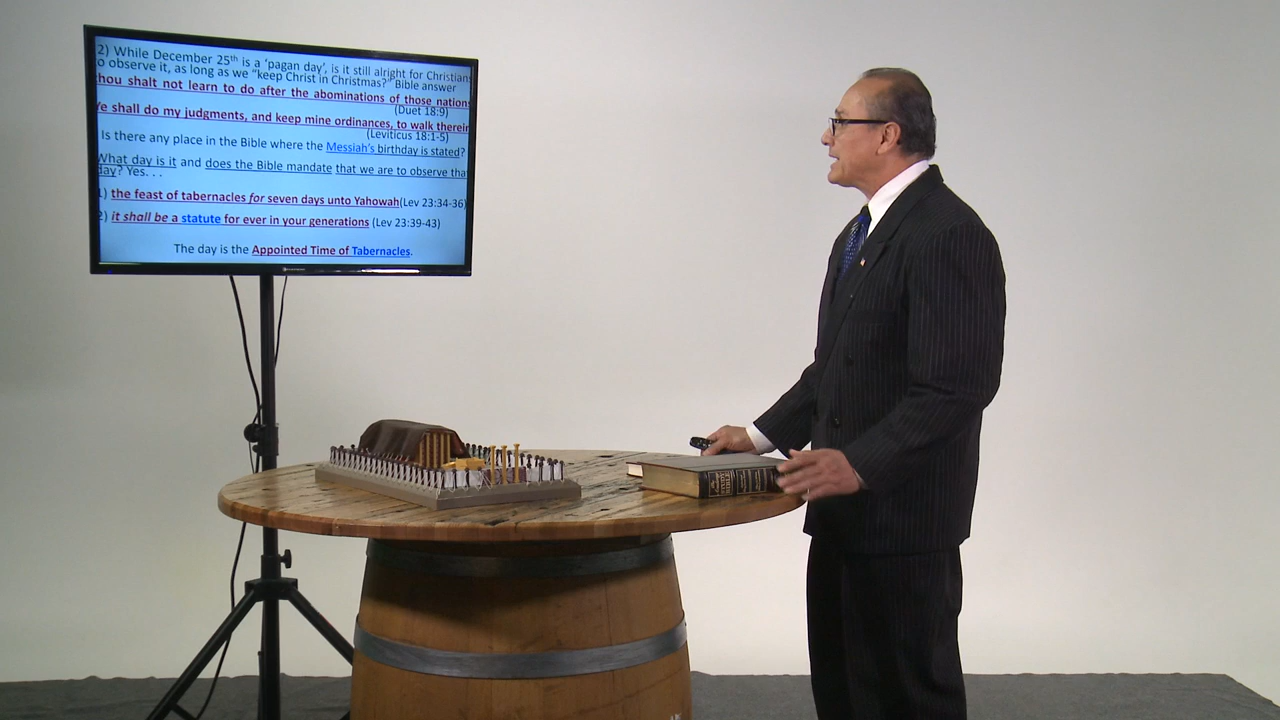 2) While December 25th is a 'pagan day', is it still alright for Christian
o observe it, as long as we "keep Christ in Christmas?" Bible answer
hou shalt not learn to do after the abominations of those nations
(Duet 18:9)
Ye shall do my judgments, and keep mine ordinances, to walk therein
(Leviticus 18:1-5)
Is there any place in the Bible where the Messiah's birthday is stated?
What day is it and does the Bible mandate that we are to observe tha
day? Yes. . .
1) the feast of tabernacles for seven days unto Yahowah(Lev 23:34-36)
2) it shall be a statute for ever in your generations (Lev 23:39-43)
The day is the Appointed Time of Tabernacles.
STUDY BIBLE